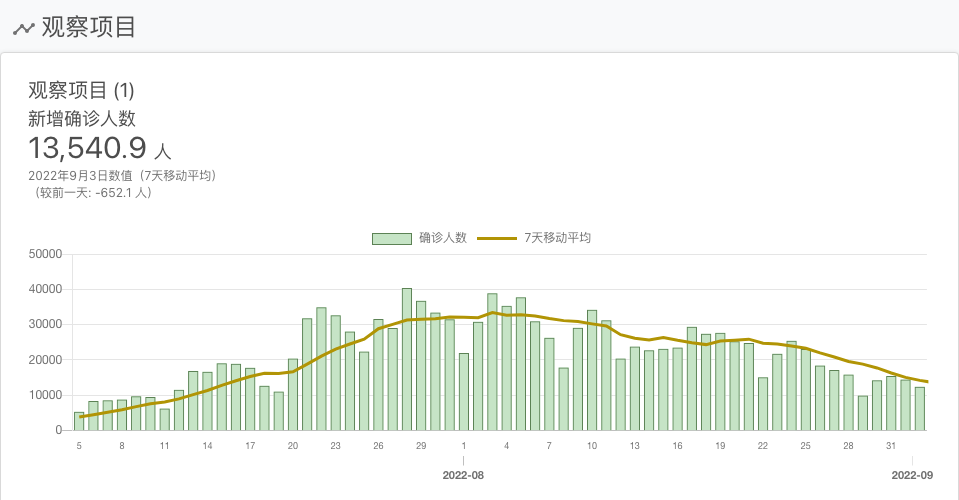 观察项目
观察项目 (1)
新增确诊人数
13,540.9 人
2022年9月3日数值（7天移动平均）
（较前一天: -652.1 人）
确诊人数 7天移动平均
50000
40000
30000
20000
10000
0
5 8 11 14 17 20 23 26 29 1 4 7 10 13 16 19 22 25 28 31
2022-08 2022-09